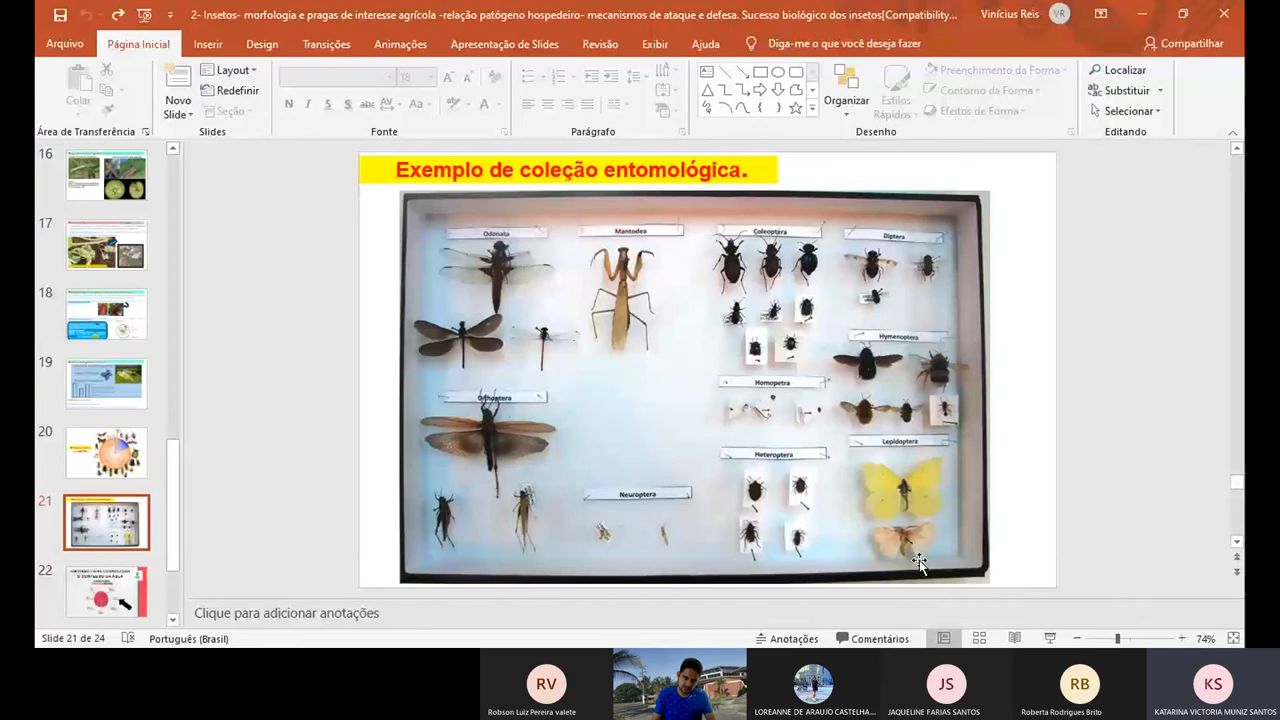 2- Insetos- morfologia e pragas de interesse agrícola -relação patógeno hospedeiro- mecanismos de ataque e defesa. Sucesso biológico dos insetos[Compatibility...
Vinícius Reis
VR
Arquivo
Página Inicial
Inserir
Design
Transições
Animações
Apresentação de Slides
Revisão
Exibir
Ajuda
Diga-me o que você deseja fazer
Compartilhar
Colar
Novo
Slide
Layout
Redefinir
Seção
18
Organizar
Estilos
Rápidos
Preenchimento da Forma
Contorno da Forma
Efeitos de Forma
Localizar
Substituir
Selecionar
Área de Transferência
Slides
Fonte
Parágrafo
Desenho
Editando
16
17
18
19
20
21
22
Exemplo de coleção entomológica.
Odonata
Mantodea
Coleoptera
Diptera
Hymenoptera
Homopetra
Orthoptera
Lepidoptera
Heteroptera
Neuroptera
Clique para adicionar anotações
Slide 21 de 24
Português (Brasil)
Anotações
Comentários
74%
RV
Robson Luiz Pereira valete
LOREANNE DE ARAUJO CASTELHA...
JS
JAQUELINE FARIAS SANTOS
RB
Roberta Rodrigues Brito
KS
KATARINA VICTORIA MUNIZ SANTOS